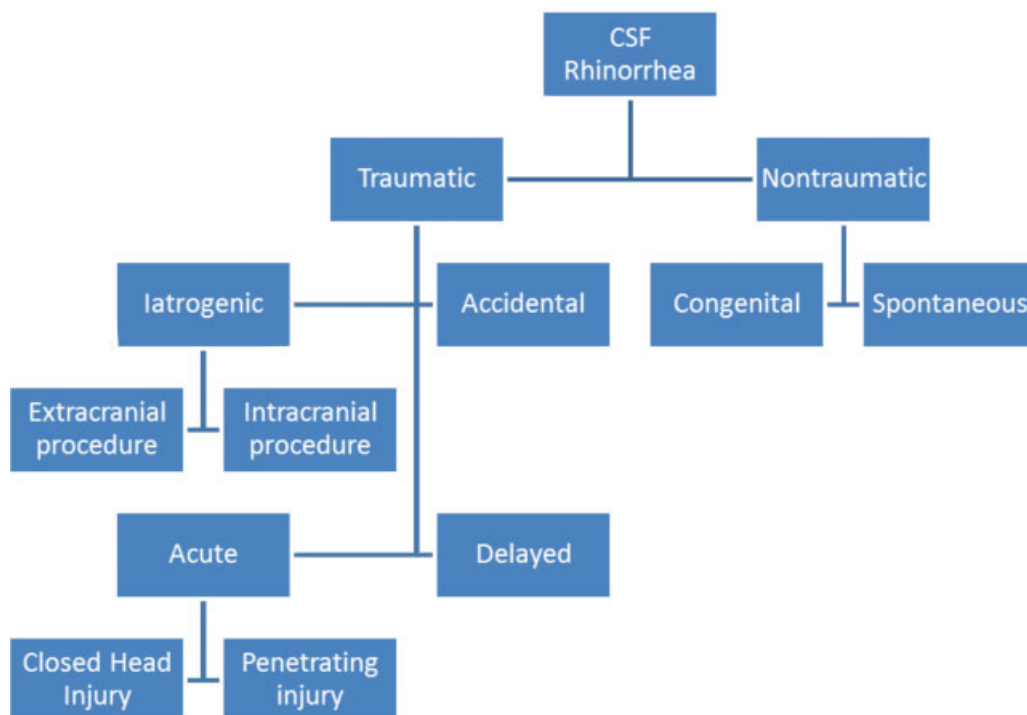 CSF
Rhinorrhea
Traumatic
Nontraumatic
Iatrogenic
Accidental
Congenital
Spontaneous
Extracranial
procedure
Intracranial
procedure
Acute
Delayed
Closed Head
Injury
Penetrating
injury